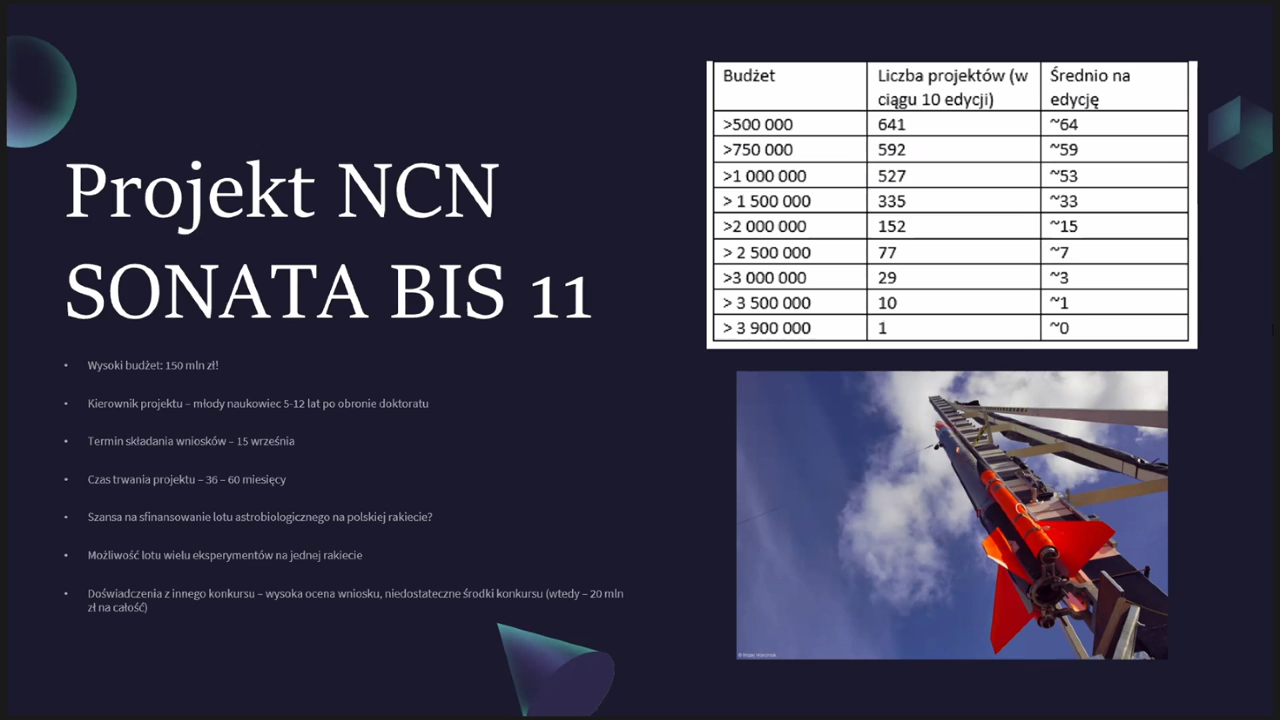 Projekt NCN
SONATA BIS 11
• Wysoki budżet: 150 mln zł!
• Kierownik projektu – młody naukowiec 5-12 lat po obronie doktoratu
• Termin składania wniosków – 15 września
• Czas trwania projektu – 36 – 60 miesięcy
• Szansa na sfinansowanie lotu astrobiologicznego na polskiej rakiecie?
• Możliwość lotu wielu eksperymentów na jednej rakiecie
• Doświadczenia z innego konkursu – wysoka ocena wniosku, niedostateczne środki konkursu (wtedy – 20 mln
zł na całość)
Budżet Liczba projektów (w Średnio na
ciągu 10 edycji) edycję
>500 000 641 ~64
>750 000 592 ~59
>1 000 000 527 ~53
> 1 500 000 335 ~33
>2 000 000 152 ~15
> 2 500 000 77 ~7
>3 000 000 29 ~3
> 3 500 000 10 ~1
> 3 900 000 1 ~0